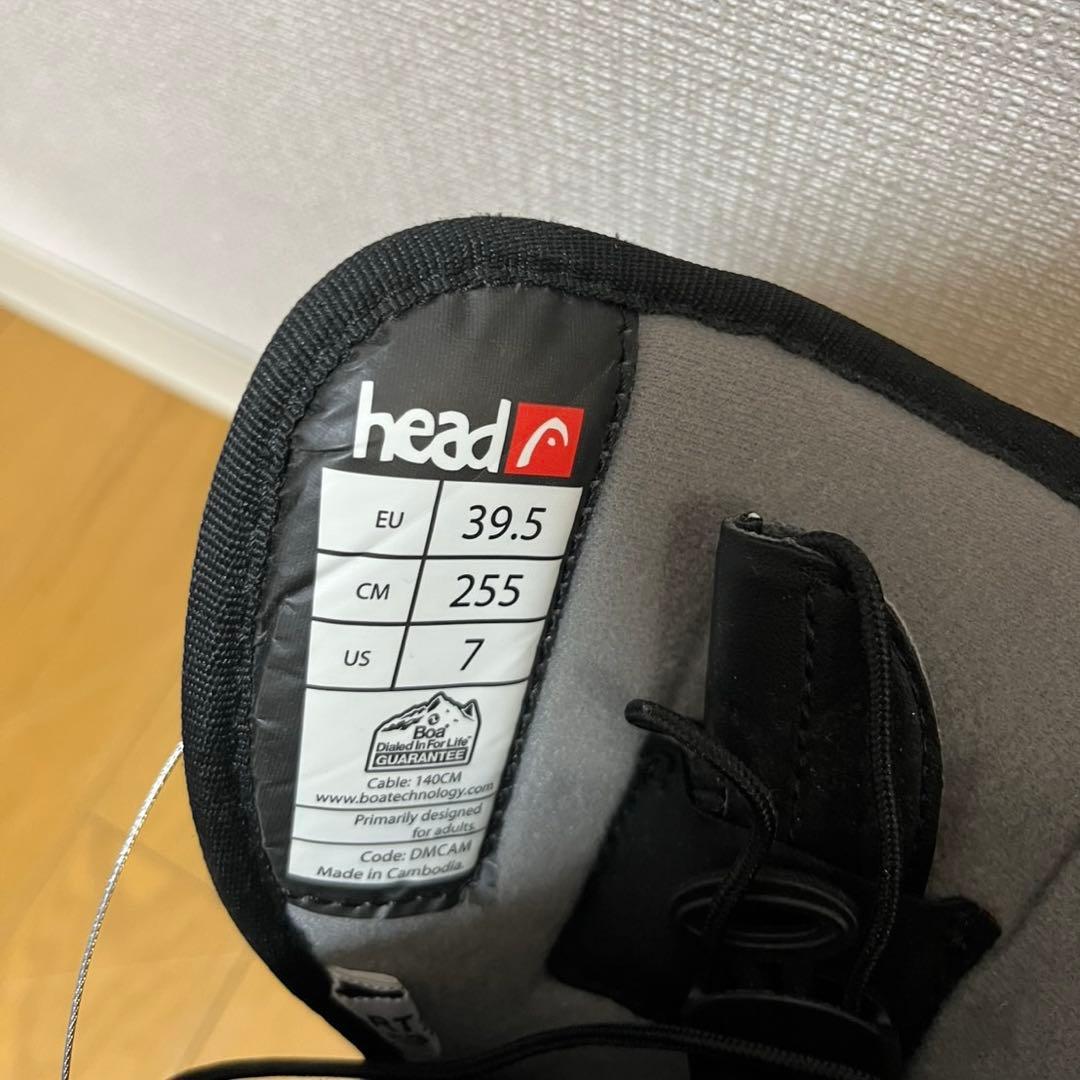 head
EU 39.5
CM 255
US 7
Boa®
Dialed In For Life™
GUARANTEE
Cable: 140CM
www.boatechnology.com
Primarily designed
for adults.
Code: DMCAM
Made in Cambodia.